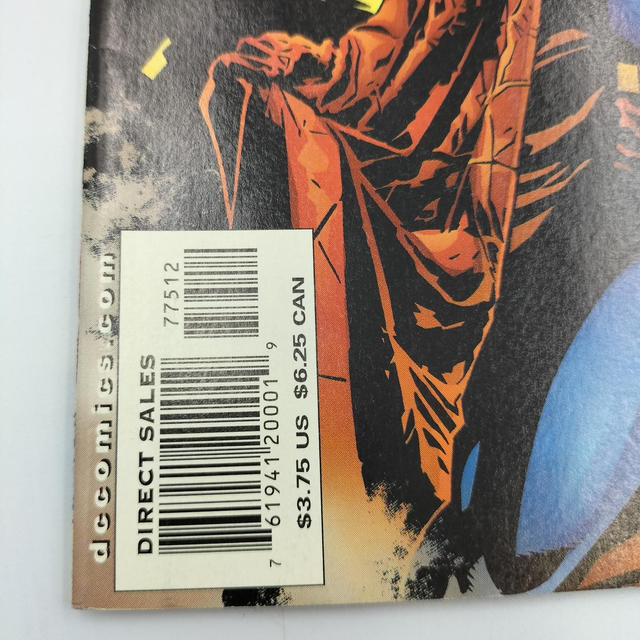 dccomics.com
DIRECT SALES
77512
7 61941 20001 9
$3.75 US $6.25 CAN